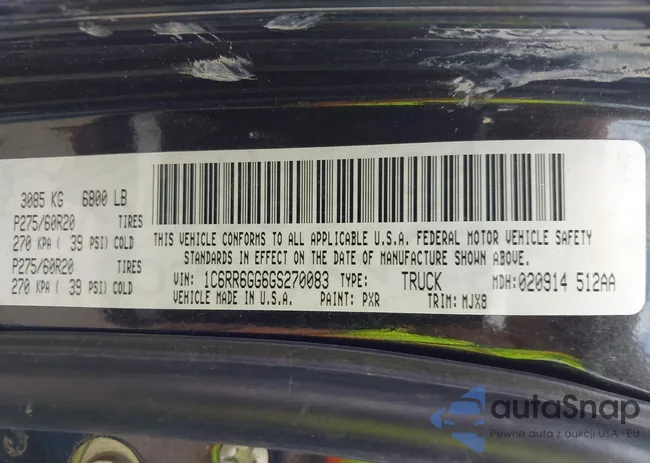 3085 KG 6800 LB
P275/60R20 TIRES
270 KPA ( 39 PSI) COLD
P275/60R20 TIRES
270 KPA ( 39 PSI) COLD
THIS VEHICLE CONFORMS TO ALL APPLICABLE U.S.A. FEDERAL MOTOR VEHICLE SAFETY
STANDARDS IN EFFECT ON THE DATE OF MANUFACTURE SHOWN ABOVE.
VIN: 1C6RR6GG6GS270083 TYPE: TRUCK MDH: 020914 512AA
VEHICLE MADE IN U.S.A. PAINT: PXR TRIM: MJX8
autaSnap
Pewne auta z aukcji USA · EU